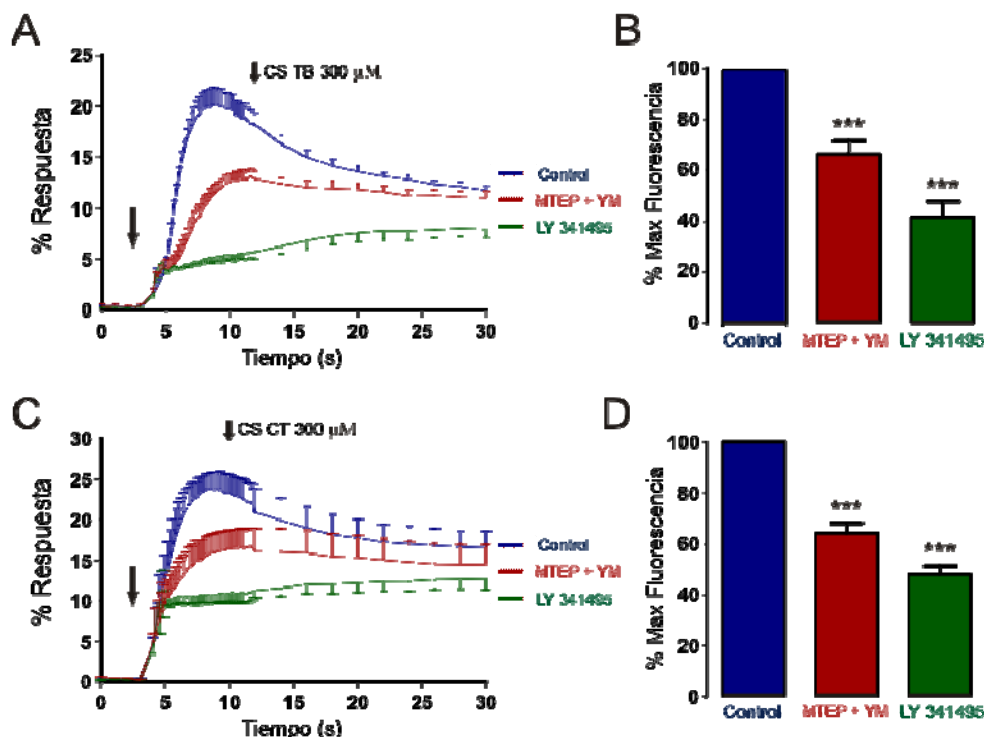 A
CS TB 300 µM
% Respuesta
25
20
15
10
5
0
0 5 10 15 20 25 30
Tiempo (s)
Control
MTEP + YM
LY 341495
B
% Max Fluorescencia
100
80
60
40
20
0
***
***
Control MTEP + YM LY 341495
C
CS CT 300 µM
% Respuesta
30
25
20
15
10
5
0
0 5 10 15 20 25 30
Tiempo (s)
Control
MTEP + YM
LY 341495
D
% Max Fluorescencia
100
80
60
40
20
0
***
***
Control MTEP + YM LY 341495